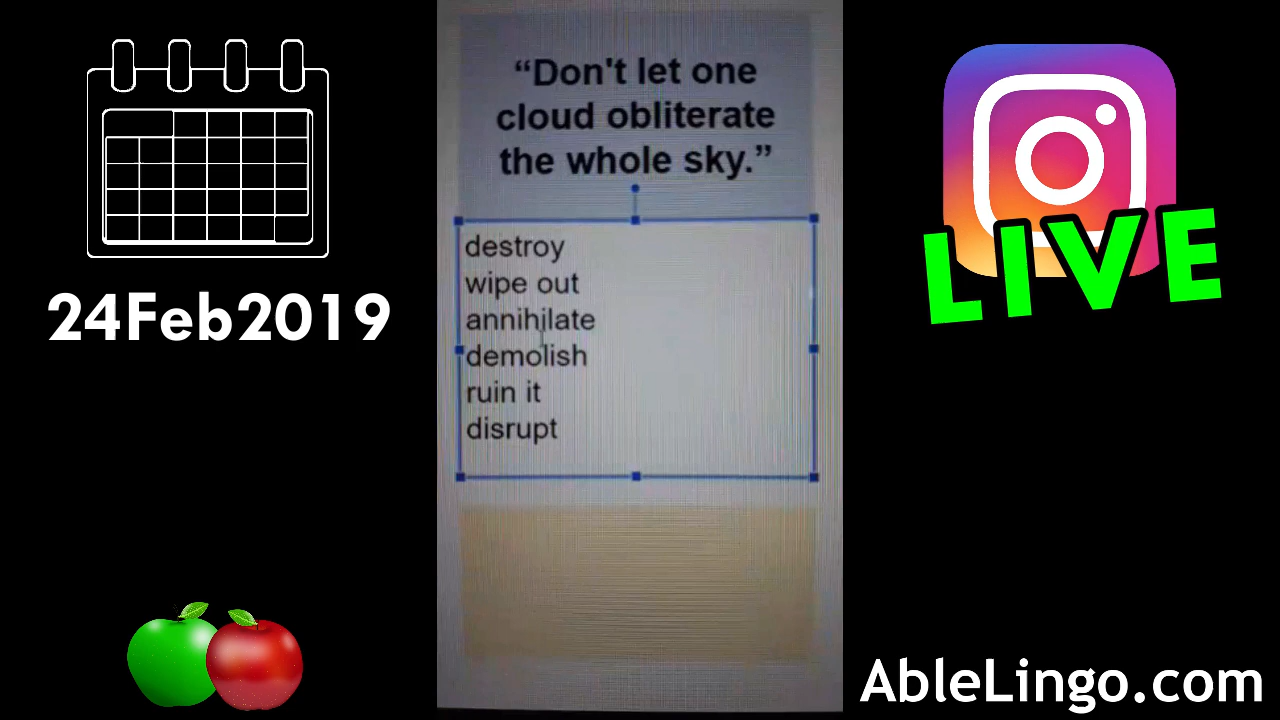 24Feb2019
“Don't let one
cloud obliterate
the whole sky.”
destroy
wipe out
annihilate
demolish
ruin it
disrupt
LIVE
AbleLingo.com